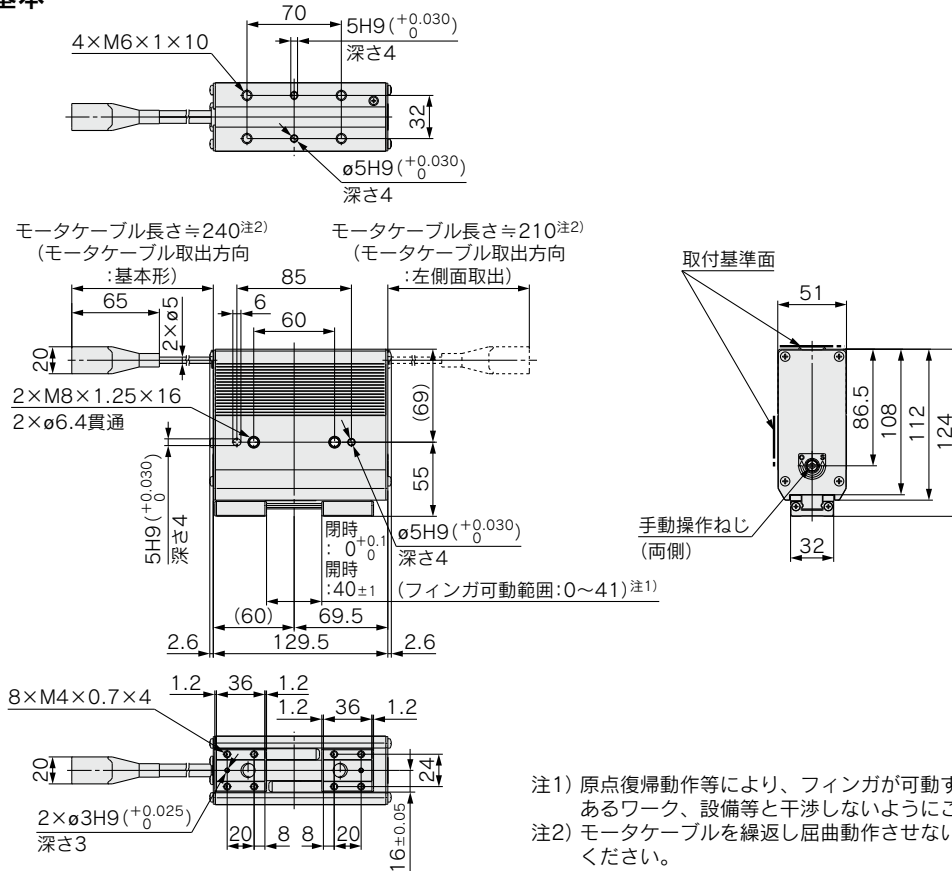 基本
70
5H9(+0.030 0)
深さ4
4×M6×1×10
32
ø5H9(+0.030 0)
深さ4
モータケーブル長さ≒240注2)
(モータケーブル取出方向
:基本形)
モータケーブル長さ≒210注2)
(モータケーブル取出方向
:左側面取出)
65
2×ø5
6
85
60
20
2×M8×1.25×16
2×ø6.4貫通
(69)
55
5H9(+0.030 0)
深さ4
閉時
: 0+0.1 0
開時
:40±1
ø5H9(+0.030 0)
深さ4
(フィンガ可動範囲:0〜41)注1)
(60)
69.5
2.6
129.5
2.6
取付基準面
51
86.5
108
112
124
手動操作ねじ
(両側)
32
8×M4×0.7×4
1.2
36
1.2
1.2
36
1.2
20
24
2×ø3H9(+0.025 0)
深さ3
20
8
8
20
16±0.05
注1) 原点復帰動作等により、フィンガが可動す
あるワーク、設備等と干渉しないようにご
注2) モータケーブルを繰返し屈曲動作させない
ください。